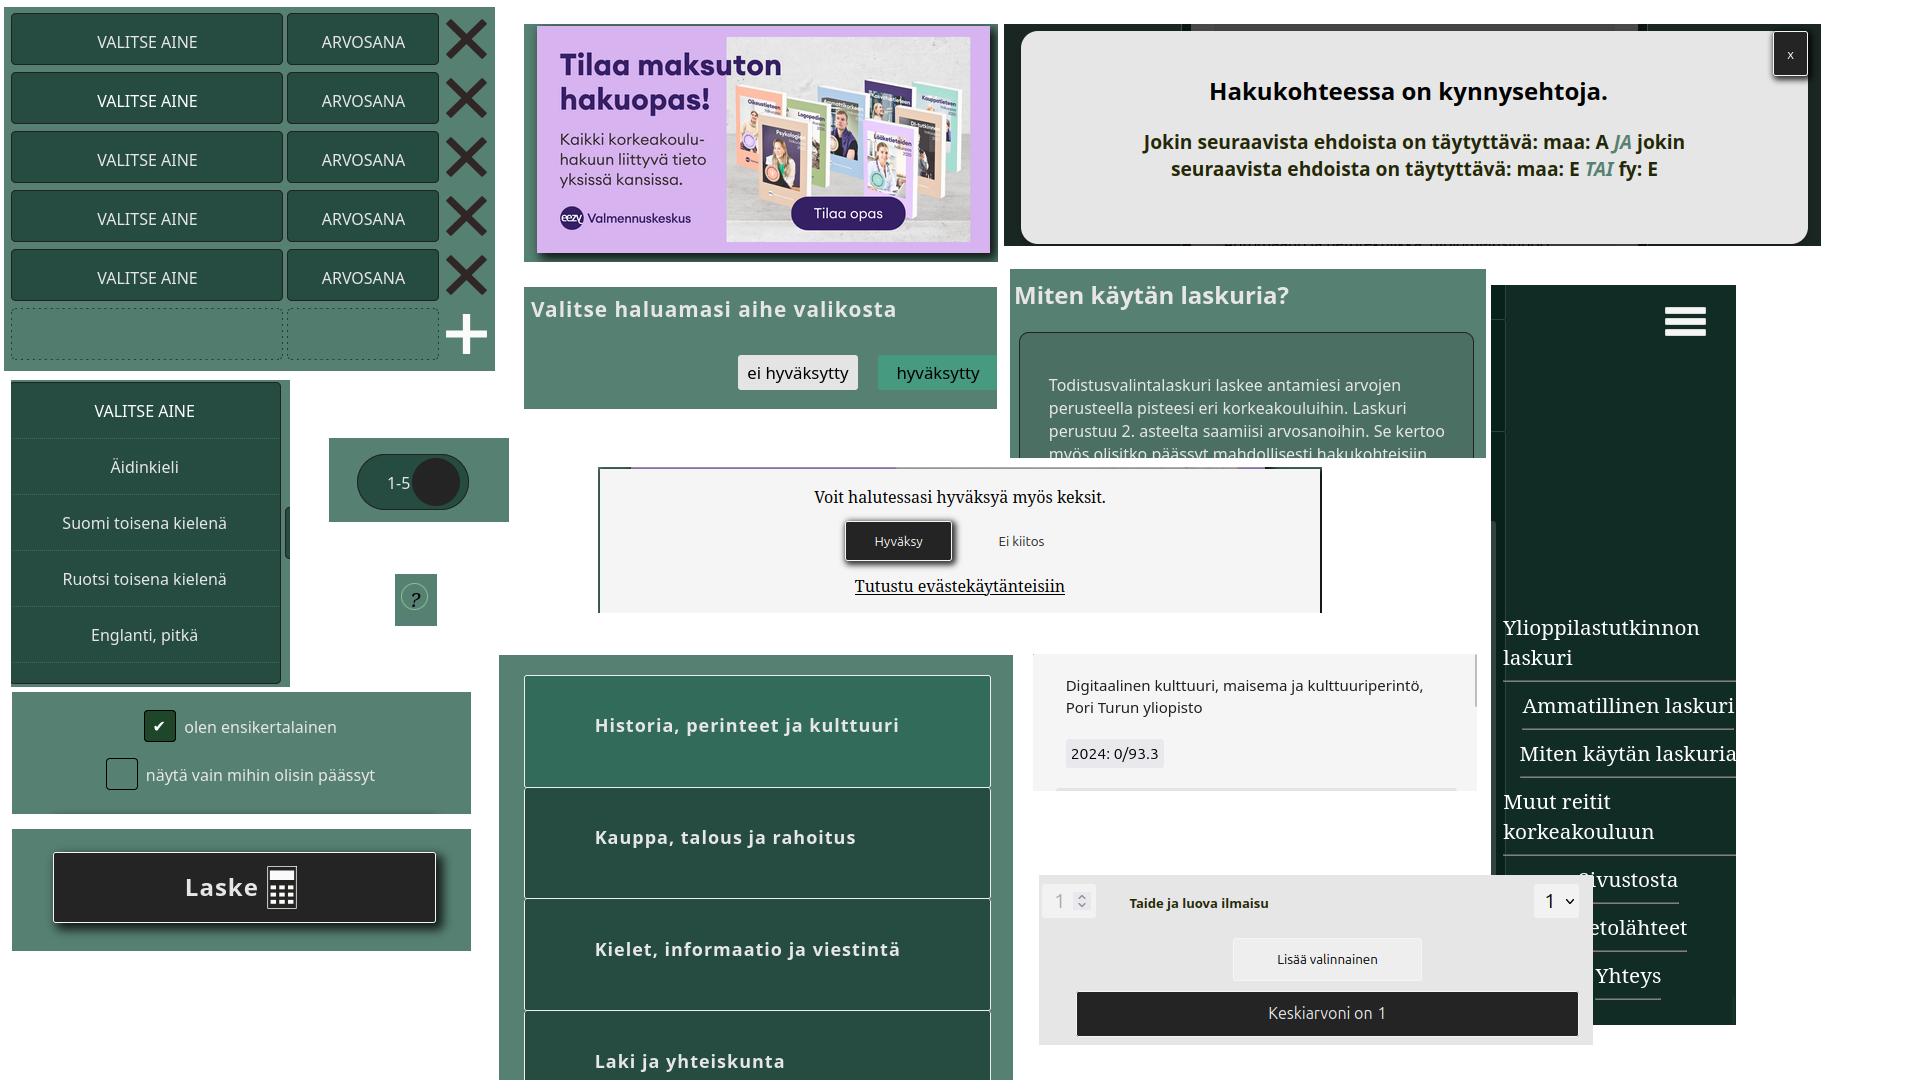 VALITSE AINE ARVOSANA
VALITSE AINE ARVOSANA
VALITSE AINE ARVOSANA
VALITSE AINE ARVOSANA
VALITSE AINE ARVOSANA
VALITSE AINE
Äidinkieli
Suomi toisena kielenä
Ruotsi toisena kielenä
Englanti, pitkä
1-5
?
olen ensikertalainen
näytä vain mihin olisin päässyt
Laske
Tilaa maksuton
hakuopas!
Kaikki korkeakoulu-
hakuun liittyvä tieto
yksissä kansissa.
eezy Valmennuskeskus
Tilaa opas
Valitse haluamasi aihe valikosta
ei hyväksytty
hyväksytty
x
Hakukohteessa on kynnysehtoja.
Jokin seuraavista ehdoista on täytyttävä: maa: A JA jokin
seuraavista ehdoista on täytyttävä: maa: E TAI fy: E
Miten käytän laskuria?
Todistusvalintalaskuri laskee antamiesi arvojen
perusteella pisteesi eri korkeakouluihin. Laskuri
perustuu 2. asteelta saamiisi arvosanoihin. Se kertoo
myös olisitko päässyt mahdollisesti hakukohteisiin
Voit halutessasi hyväksyä myös keksit.
Hyväksy
Ei kiitos
Tutustu evästekäytänteisiin
Historia, perinteet ja kulttuuri
Kauppa, talous ja rahoitus
Kielet, informaatio ja viestintä
Laki ja yhteiskunta
Digitaalinen kulttuuri, maisema ja kulttuuriperintö,
Pori Turun yliopisto
2024: 0/93.3
1 Taide ja luova ilmaisu 1
Lisää valinnainen
Keskiarvoni on 1
Ylioppilastutkinnon
laskuri
Ammatillinen laskuri
Miten käytän laskuria
Muut reitit
korkeakouluun
ivustosta
etolähteet
Yhteys